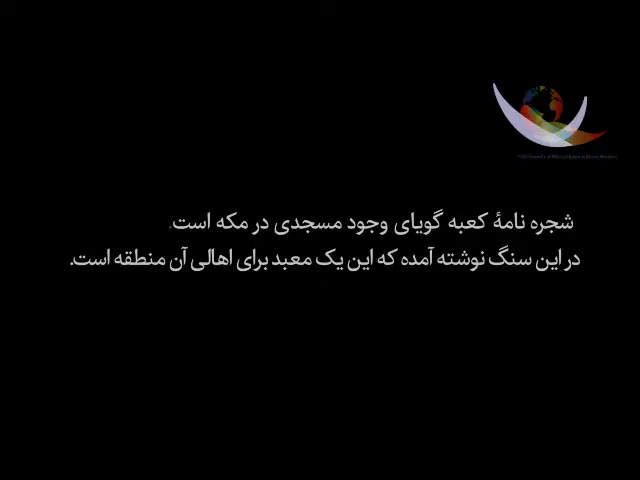 شجره نامهٔ کعبه گویای وجود مسجدی در مکه است.
در این سنگ نوشته آمده که این یک معبد برای اهالی آن منطقه است.